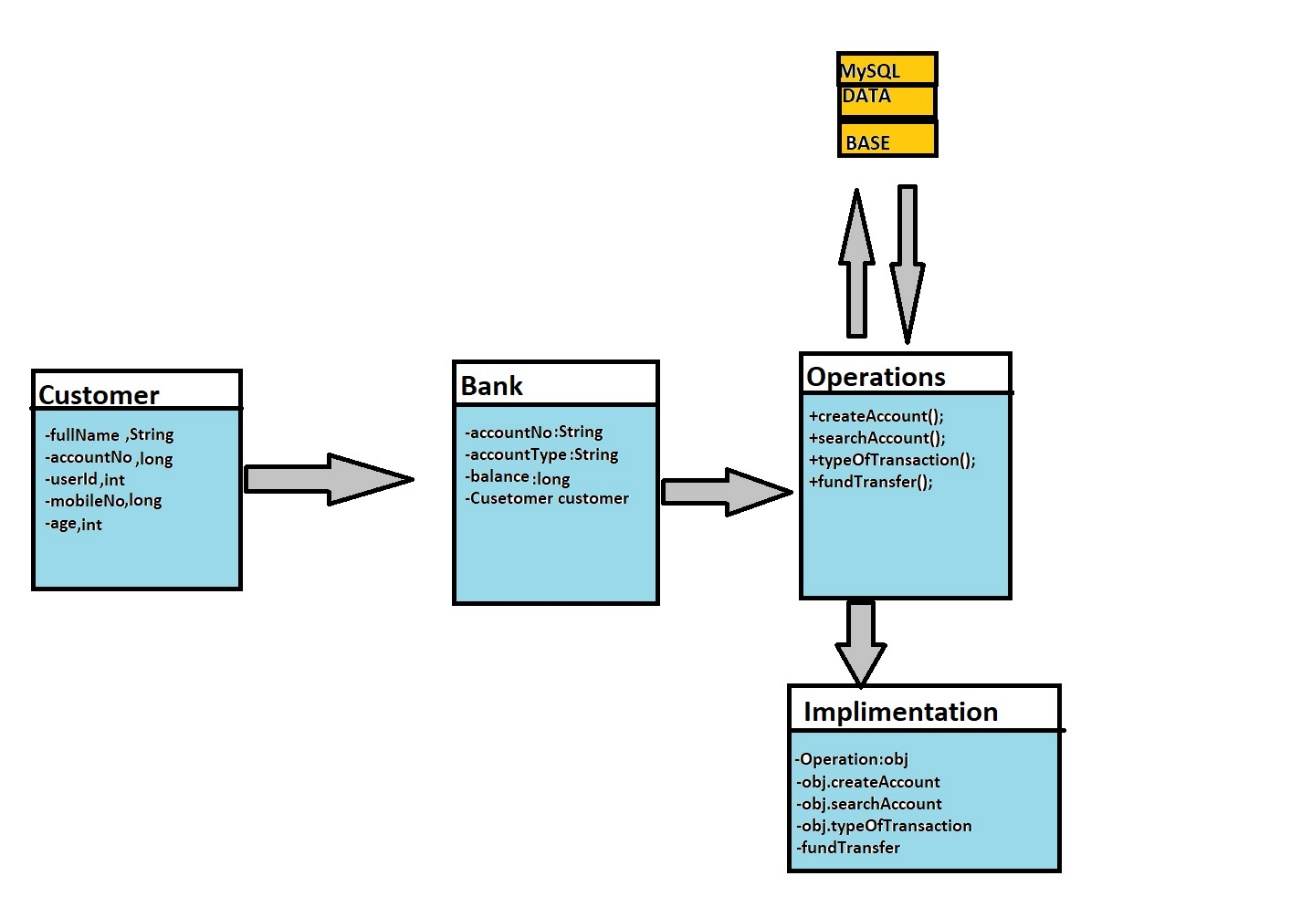 MySQL
DATA
BASE
Customer
-fullName ,String
-accountNo ,long
-userId ,int
-mobileNo,long
-age,int
Bank
-accountNo:String
-accountType :String
-balance :long
-Cusetomer customer
Operations
+createAccount();
+searchAccount();
+typeOfTransaction();
+fundTransfer();
Implimentation
-Operation:obj
-obj.createAccount
-obj.searchAccount
-obj.typeOfTransaction
-fundTransfer